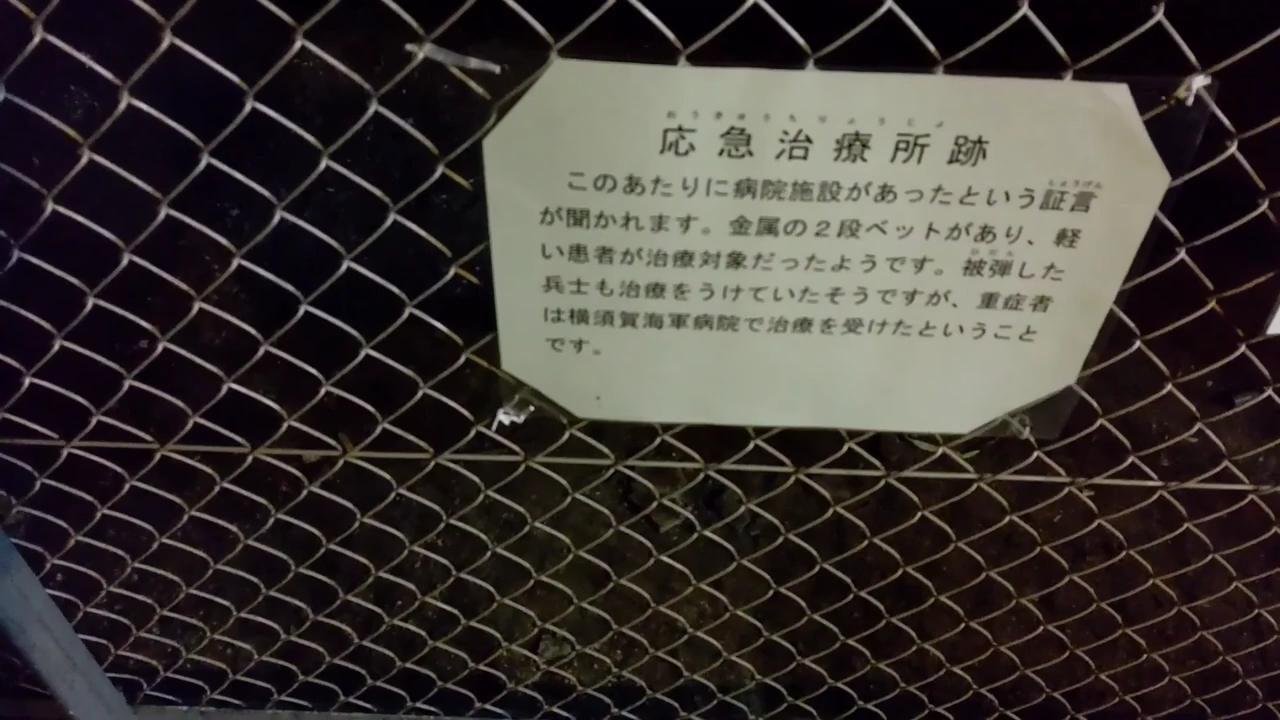 おうきゅうちりょうじょ
応急治療所跡
このあたりに病院施設があったという証言
が聞かれます。金属の2段ベットがあり、軽
い患者が治療対象だったようです。被弾した
兵士も治療をうけていたそうですが、重症者
は横須賀海軍病院で治療を受けたということ
です。